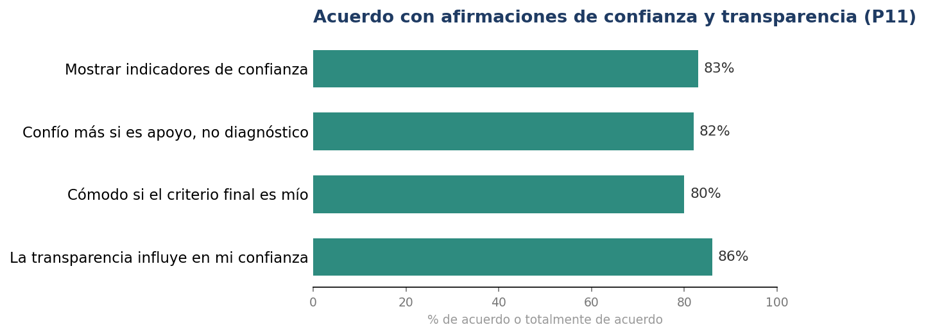 Acuerdo con afirmaciones de confianza y transparencia (P11)
Mostrar indicadores de confianza
83%
Confío más si es apoyo, no diagnóstico
82%
Cómodo si el criterio final es mío
80%
La transparencia influye en mi confianza
86%
0 20 40 60 80 100
% de acuerdo o totalmente de acuerdo